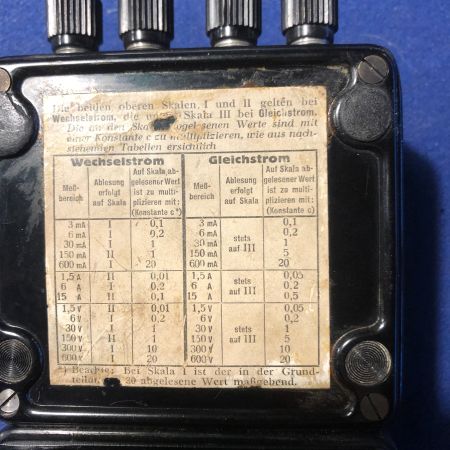 Die beiden oberen Skalen I und II gelten bei
Wechselstrom, die untere Skala III bei Gleichstrom.
Die an den Skalen abgelesenen Werte sind mit
einer Konstante c zu multiplizieren, wie aus nach-
stehenden Tabellen ersichtlich
Wechselstrom Gleichstrom
Meß-bereich Ablesung erfolgt auf Skala Auf Skala ab-gelesener Wert ist zu multi-plizieren mit: (Konstante c*) Meß-bereich Ablesung erfolgt auf Skala Auf Skala ab-gelesener Wert ist zu multi-plizieren mit: (Konstante c)
3 mA I 0,1 3 mA 0,1
6 mA I 0,2 6 mA 0,2
30 mA I 1 30 mA stets auf III 1
150 mA II 1 150 mA 5
600 mA I 20 600 mA 20
1,5 A II 0,01 1,5 A 0,05
6 A I 0,2 6 A stets auf III 0,2
15 A II 0,1 15 A 0,5
1,5 V II 0,01 1,5 V 0,05
6 V I 0,2 6 V 0,2
30 V I 1 30 V stets auf III 1
150 V II 1 150 V 5
300 V I 10 300 V 10
600 V I 20 600 V 20
*) Beachte: Bei Skala I ist der in der Grund-
teilung 20 abgelesene Wert maßgebend.